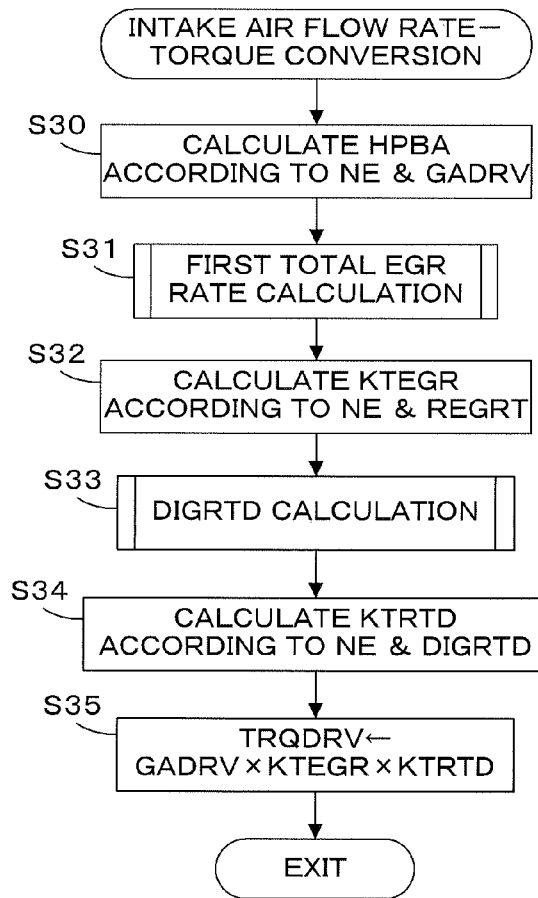 INTAKE AIR FLOW RATE–
TORQUE CONVERSION
S30
CALCULATE HPBA
ACCORDING TO NE & GADRV
S31
FIRST TOTAL EGR
RATE CALCULATION
S32
CALCULATE KTEGR
ACCORDING TO NE & REGRT
S33
DIGRTD CALCULATION
S34
CALCULATE KTRTD
ACCORDING TO NE & DIGRTD
S35
TRQDRV←
GADRV×KTEGR×KTRTD
EXIT